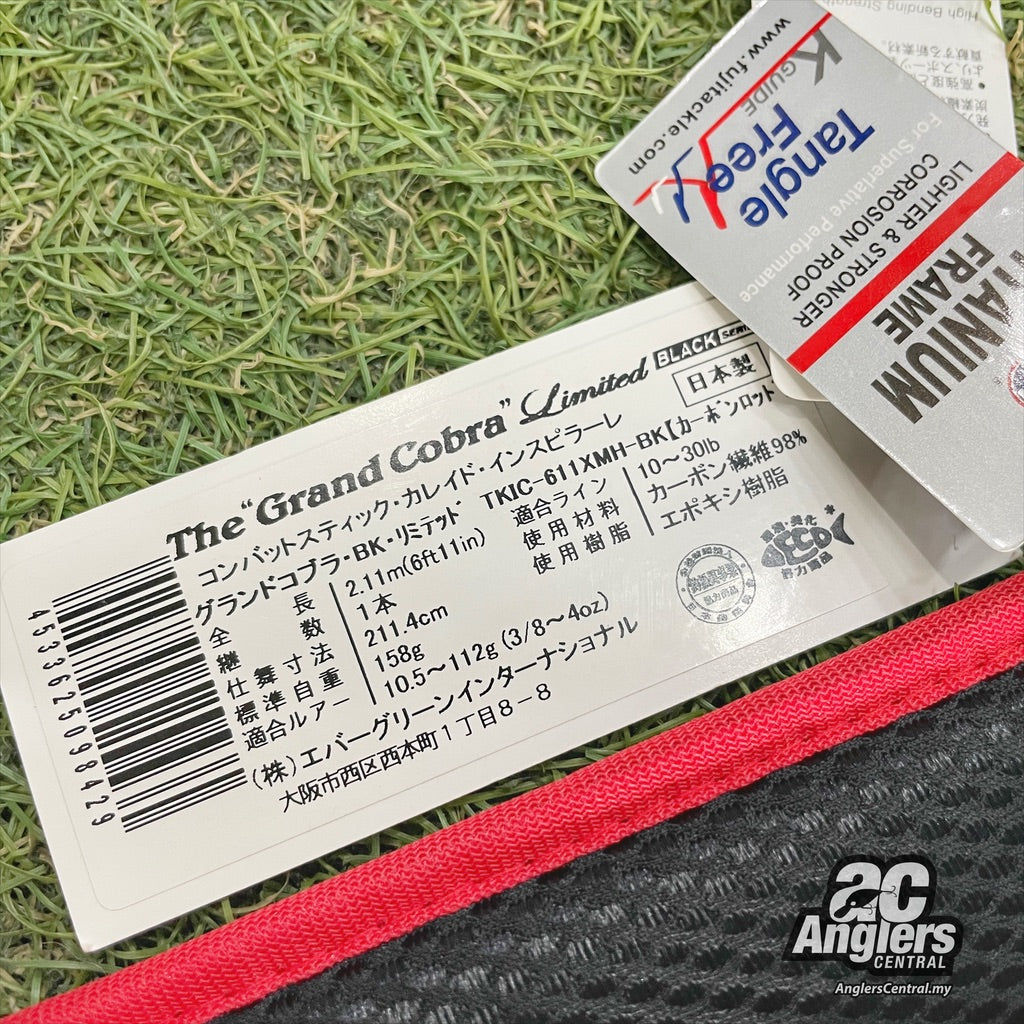 The "Grand Cobra" Limited BLACK SERIES
コンバットスティック・カレイド・インスピラーレ
日本製
グランドコブラ・BK・リミテッド TKIC-611XMH-BK【カーボンロッド
全長 2.11m(6ft11in)
継数 1本
仕舞寸法 211.4cm
標準自重 158g
適合ルアー 10.5～112g (3/8～4oz)
適合ライン 10～30lb
使用材料 カーボン繊維98%
使用樹脂 エポキシ樹脂
(株)エバーグリーンインターナショナル
大阪市西区西本町1丁目8-8
4533625098429
ECO
www.fujitackle.com
K GUIDE
Tangle
Free
For Superlative Performance
LIGHTER & STRONGER
CORROSION PROOF
TANIUM
FRAME
High Bending Strength
aC
Anglers
CENTRAL
AnglersCentral.my